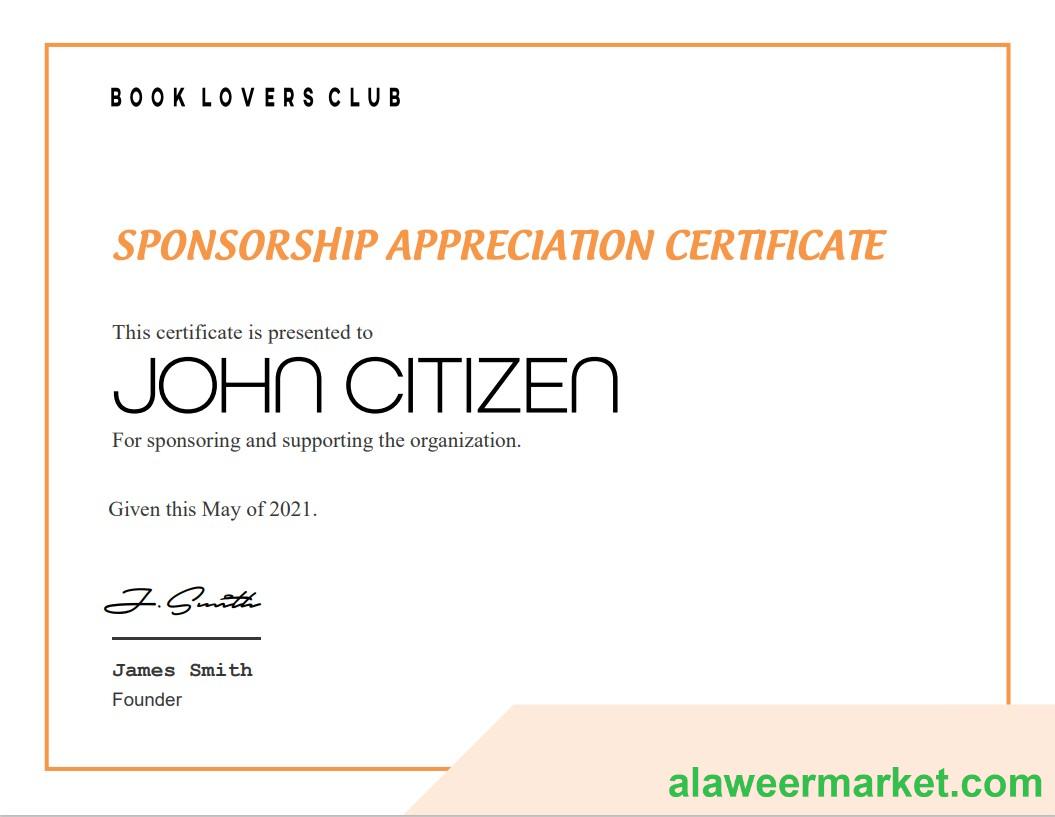 BOOK LOVERS CLUB
SPONSORSHIP APPRECIATION CERTIFICATE
This certificate is presented to
JOHN CITIZEN
For sponsoring and supporting the organization.
Given this May of 2021.
J. Smith
James Smith
Founder
alaweermarket.com